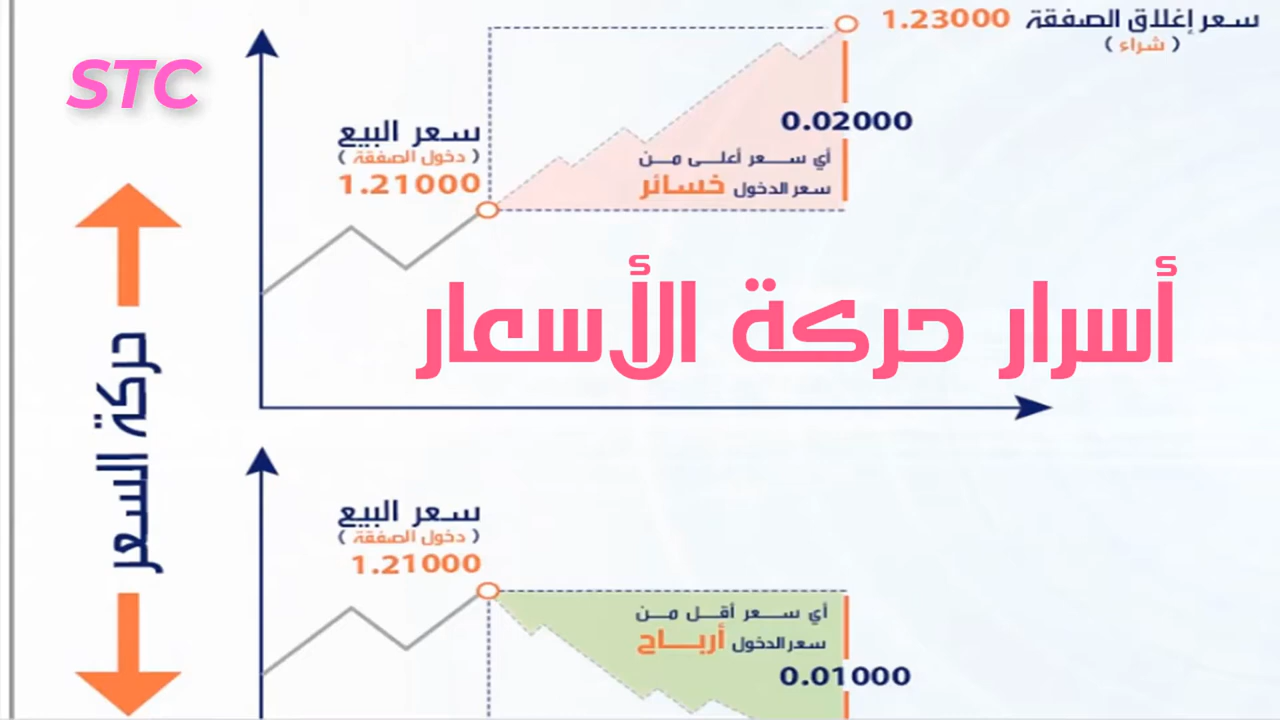 سعر إغلاق الصفقة 1.23000
( شراء )
STC
0.02000
سعر البيع
( دخول الصفقة )
1.21000
أي سعر أعلى من
سعر الدخول خسائر
أسرار حركة الأسعار
حركة السعر
سعر البيع
( دخول الصفقة )
1.21000
أي سعر أقل من
سعر الدخول أرباح
0.01000